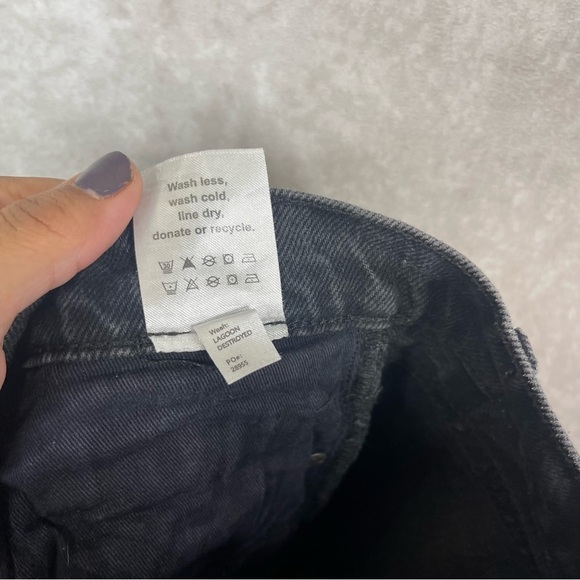 Wash less,
wash cold,
line dry,
donate or recycle.
Wash:
LAGOON
DESTROYED
PO#:
28955